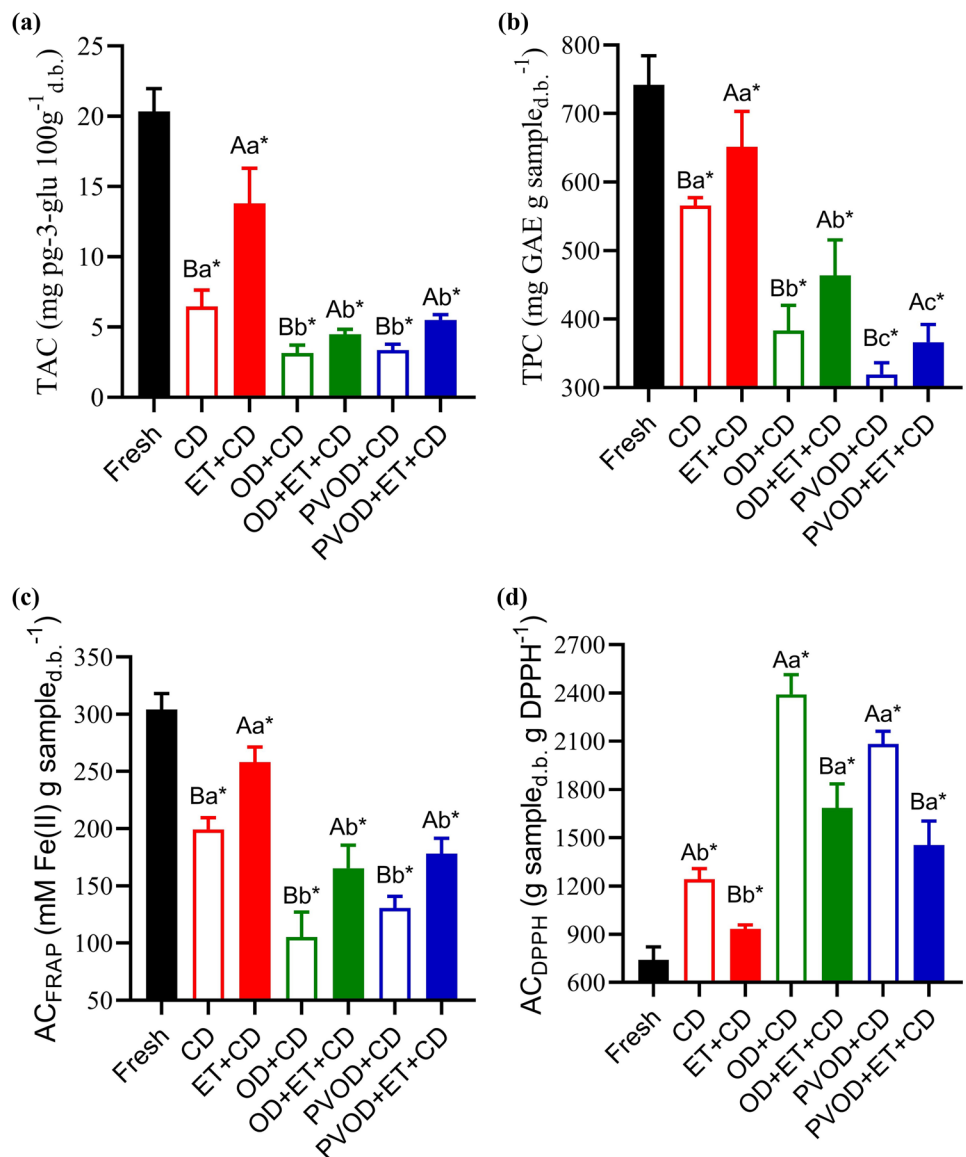 (a)
TAC (mg pg-3-glu 100g⁻¹d.b.)
25
20
15
10
5
0
Ba*
Aa*
Bb*
Ab*
Bb*
Ab*
Fresh
CD
ET+CD
OD+CD
OD+ET+CD
PVOD+CD
PVOD+ET+CD
(b)
TPC (mg GAE g sampled.b.⁻¹)
800
700
600
500
400
300
Ba*
Aa*
Bb*
Ab*
Bc*
Ac*
Fresh
CD
ET+CD
OD+CD
OD+ET+CD
PVOD+CD
PVOD+ET+CD
(c)
ACFRAP (mM Fe(II) g sampled.b.⁻¹)
350
300
250
200
150
100
50
Ba*
Aa*
Bb*
Ab*
Bb*
Ab*
Fresh
CD
ET+CD
OD+CD
OD+ET+CD
PVOD+CD
PVOD+ET+CD
(d)
ACDPPH (g sampled.b. g DPPH⁻¹)
2700
2400
2100
1800
1500
1200
900
600
Ab*
Bb*
Aa*
Ba*
Aa*
Ba*
Fresh
CD
ET+CD
OD+CD
OD+ET+CD
PVOD+CD
PVOD+ET+CD